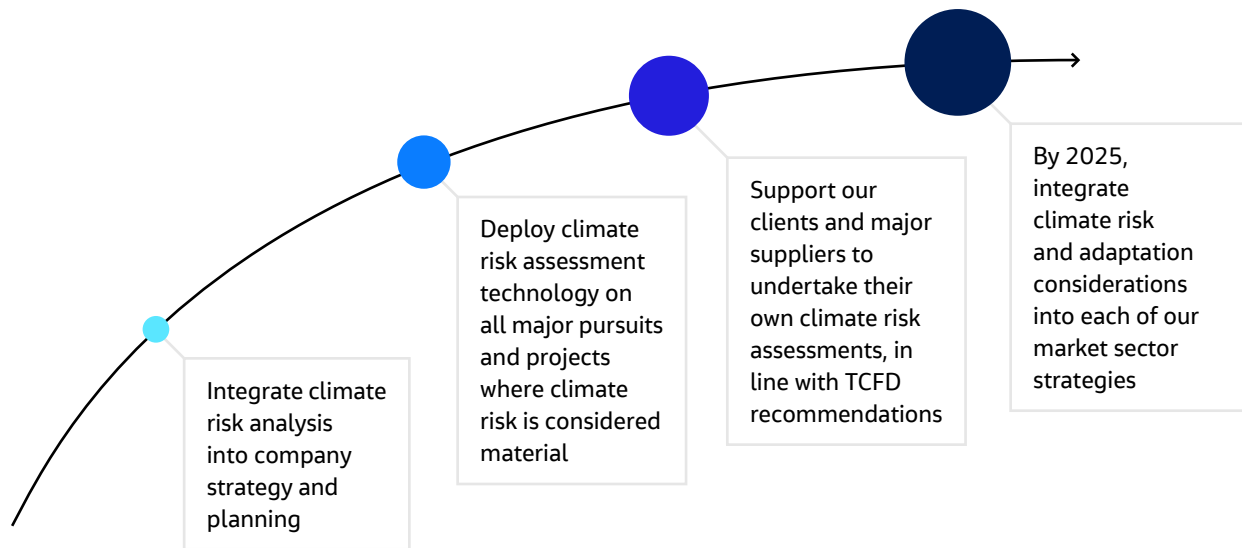 Integrate climate
risk analysis
into company
strategy and
planning
Deploy climate
risk assessment
technology on
all major pursuits
and projects
where climate
risk is considered
material
Support our
clients and major
suppliers to
undertake their
own climate risk
assessments, in
line with TCFD
recommendations
By 2025,
integrate
climate risk
and adaptation
considerations
into each of our
market sector
strategies